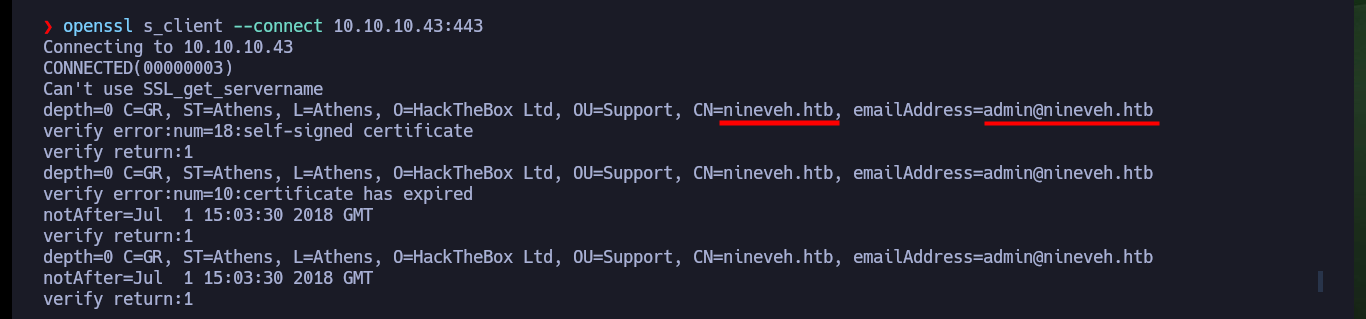 ❯ openssl s_client --connect 10.10.10.43:443
Connecting to 10.10.10.43
CONNECTED(00000003)
Can't use SSL_get_servername
depth=0 C=GR, ST=Athens, L=Athens, O=HackTheBox Ltd, OU=Support, CN=nineveh.htb, emailAddress=admin@nineveh.htb
verify error:num=18:self-signed certificate
verify return:1
depth=0 C=GR, ST=Athens, L=Athens, O=HackTheBox Ltd, OU=Support, CN=nineveh.htb, emailAddress=admin@nineveh.htb
verify error:num=10:certificate has expired
notAfter=Jul  1 15:03:30 2018 GMT
verify return:1
depth=0 C=GR, ST=Athens, L=Athens, O=HackTheBox Ltd, OU=Support, CN=nineveh.htb, emailAddress=admin@nineveh.htb
notAfter=Jul  1 15:03:30 2018 GMT
verify return:1